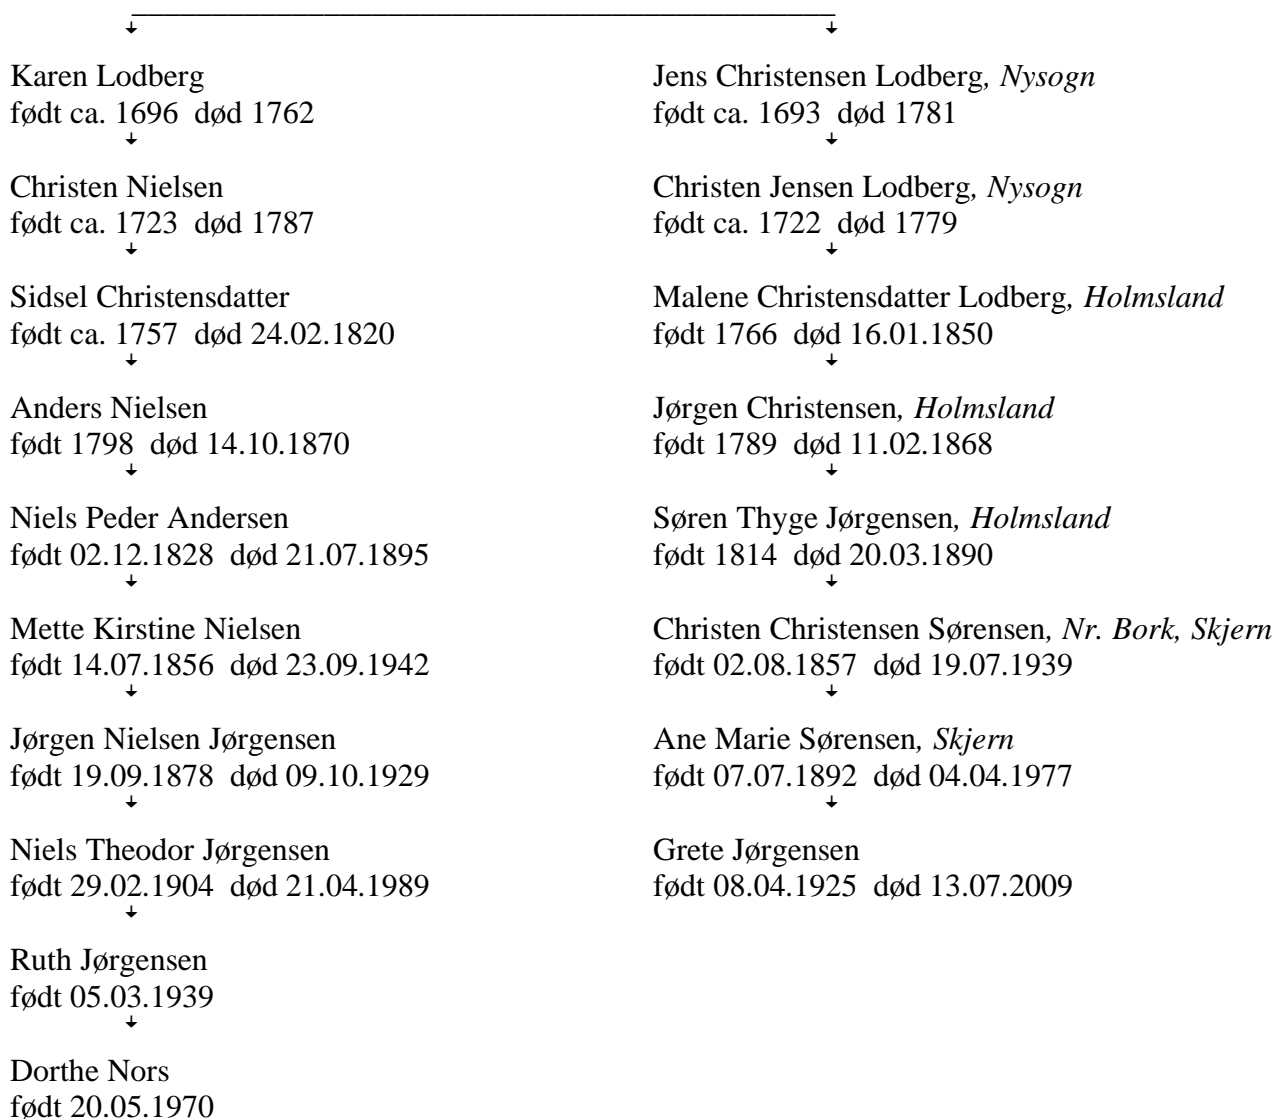 Karen Lodberg
født ca. 1696 død 1762
Christen Nielsen
født ca. 1723 død 1787
Sidsel Christensdatter
født ca. 1757 død 24.02.1820
Anders Nielsen
født 1798 død 14.10.1870
Niels Peder Andersen
født 02.12.1828 død 21.07.1895
Mette Kirstine Nielsen
født 14.07.1856 død 23.09.1942
Jørgen Nielsen Jørgensen
født 19.09.1878 død 09.10.1929
Niels Theodor Jørgensen
født 29.02.1904 død 21.04.1989
Ruth Jørgensen
født 05.03.1939
Dorthe Nors
født 20.05.1970
Jens Christensen Lodberg, Nysogn
født ca. 1693 død 1781
Christen Jensen Lodberg, Nysogn
født ca. 1722 død 1779
Malene Christensdatter Lodberg, Holmsland
født 1766 død 16.01.1850
Jørgen Christensen, Holmsland
født 1789 død 11.02.1868
Søren Thyge Jørgensen, Holmsland
født 1814 død 20.03.1890
Christen Christensen Sørensen, Nr. Bork, Skjern
født 02.08.1857 død 19.07.1939
Ane Marie Sørensen, Skjern
født 07.07.1892 død 04.04.1977
Grete Jørgensen
født 08.04.1925 død 13.07.2009